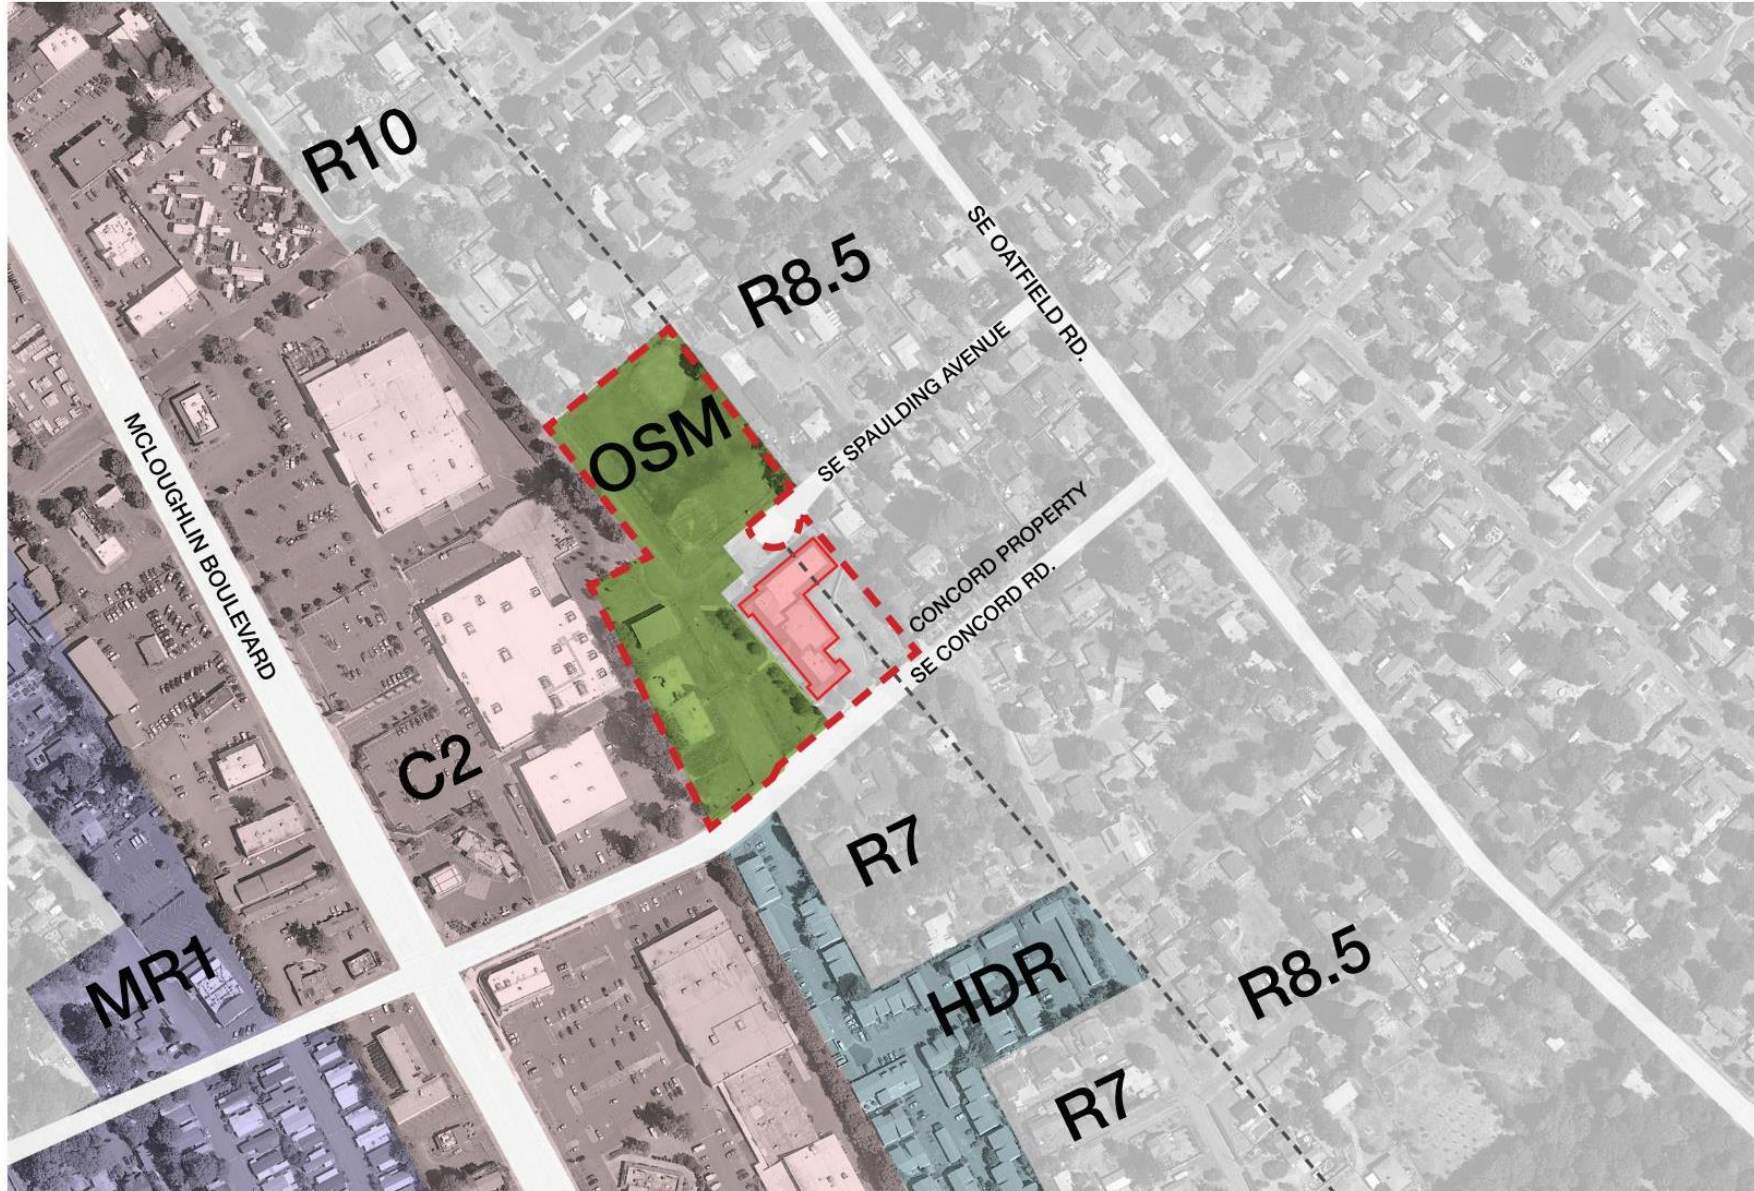 R10
R8.5
SE OATFIELD RD.
SE SPAULDING AVENUE
OSM
MCLOUGHLIN BOULEVARD
CONCORD PROPERTY
SE CONCORD RD.
C2
R7
MR1
HDR
R8.5
R7